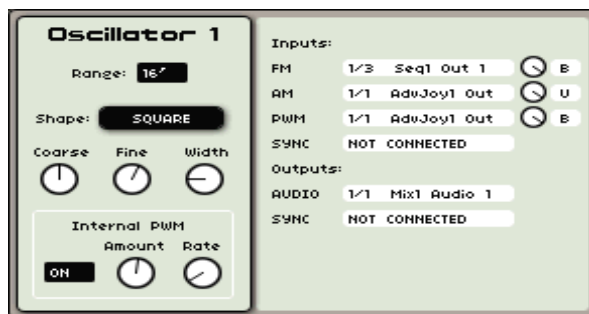 Oscillator 1
Range: 16'
Shape: SQUARE
Coarse Fine Width
Internal PWM
Amount Rate
ON
Inputs:
FM 1/3 Seq1 Out 1 B
AM 1/1 AdvJoy1 Out U
PWM 1/1 AdvJoy1 Out B
SYNC NOT CONNECTED
Outputs:
AUDIO 1/1 Mix1 Audio 1
SYNC NOT CONNECTED